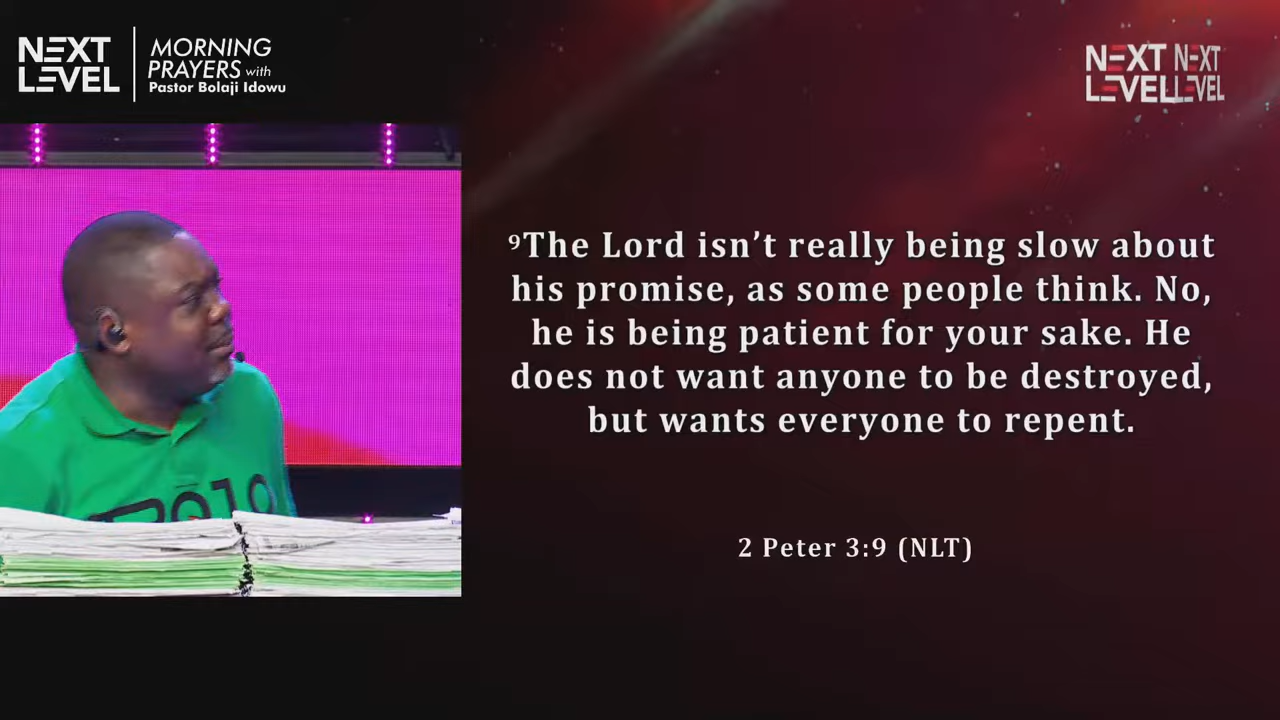 NEXT
LEVEL
MORNING
PRAYERS with
Pastor Bolaji Idowu
NEXT NEXT
LEVEL LEVEL
⁹The Lord isn’t really being slow about
his promise, as some people think. No,
he is being patient for your sake. He
does not want anyone to be destroyed,
but wants everyone to repent.
2 Peter 3:9 (NLT)